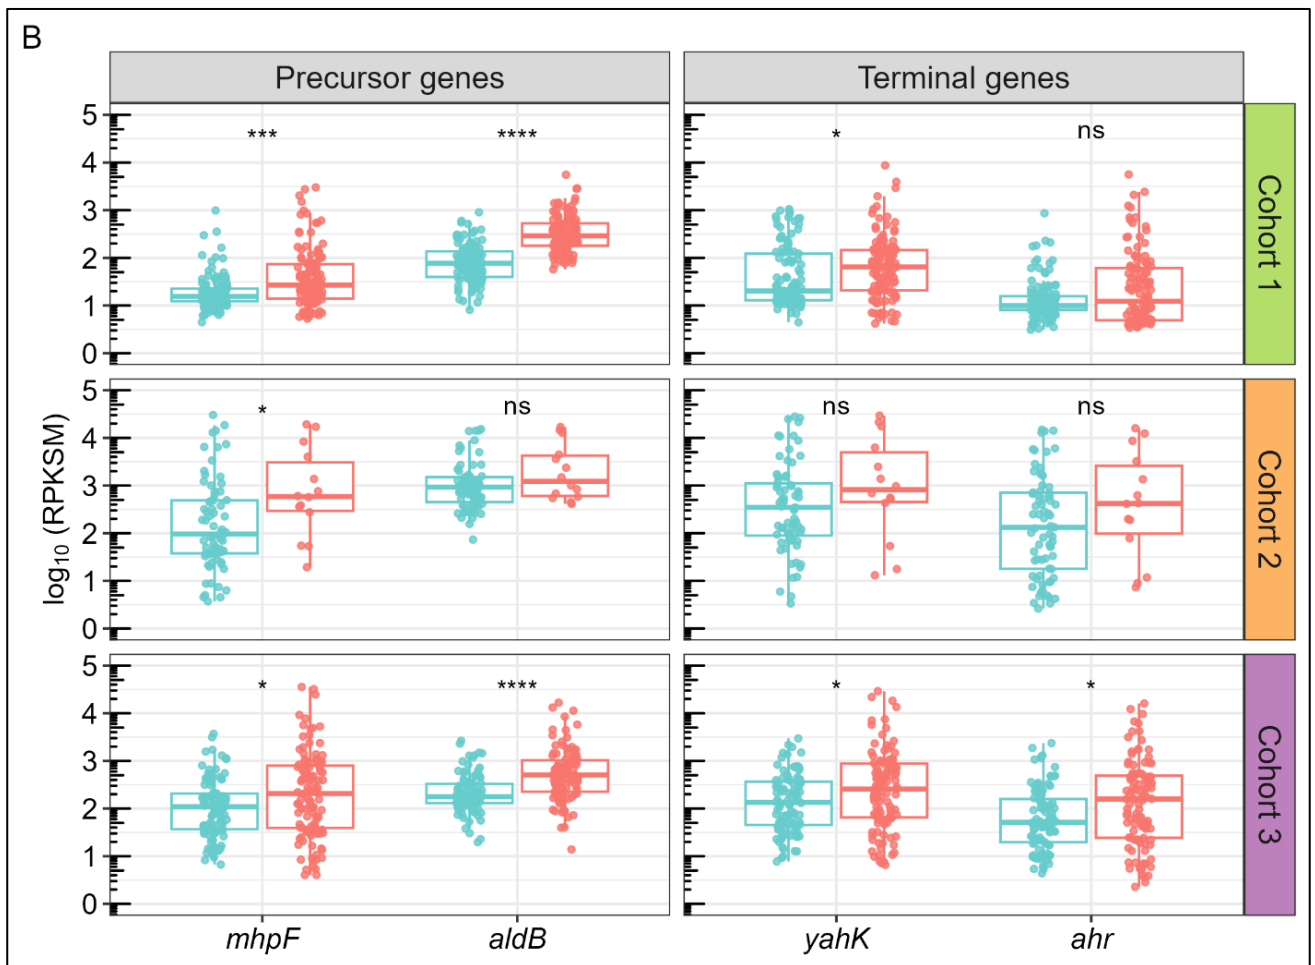 B
Precursor genes
Terminal genes
5
***
****
*
ns
4
3
2
1
0
Cohort 1
log10 (RPKSM)
5
*
ns
ns
ns
4
3
2
1
0
Cohort 2
5
*
****
*
*
4
3
2
1
0
Cohort 3
mhpF
aldB
yahK
ahr